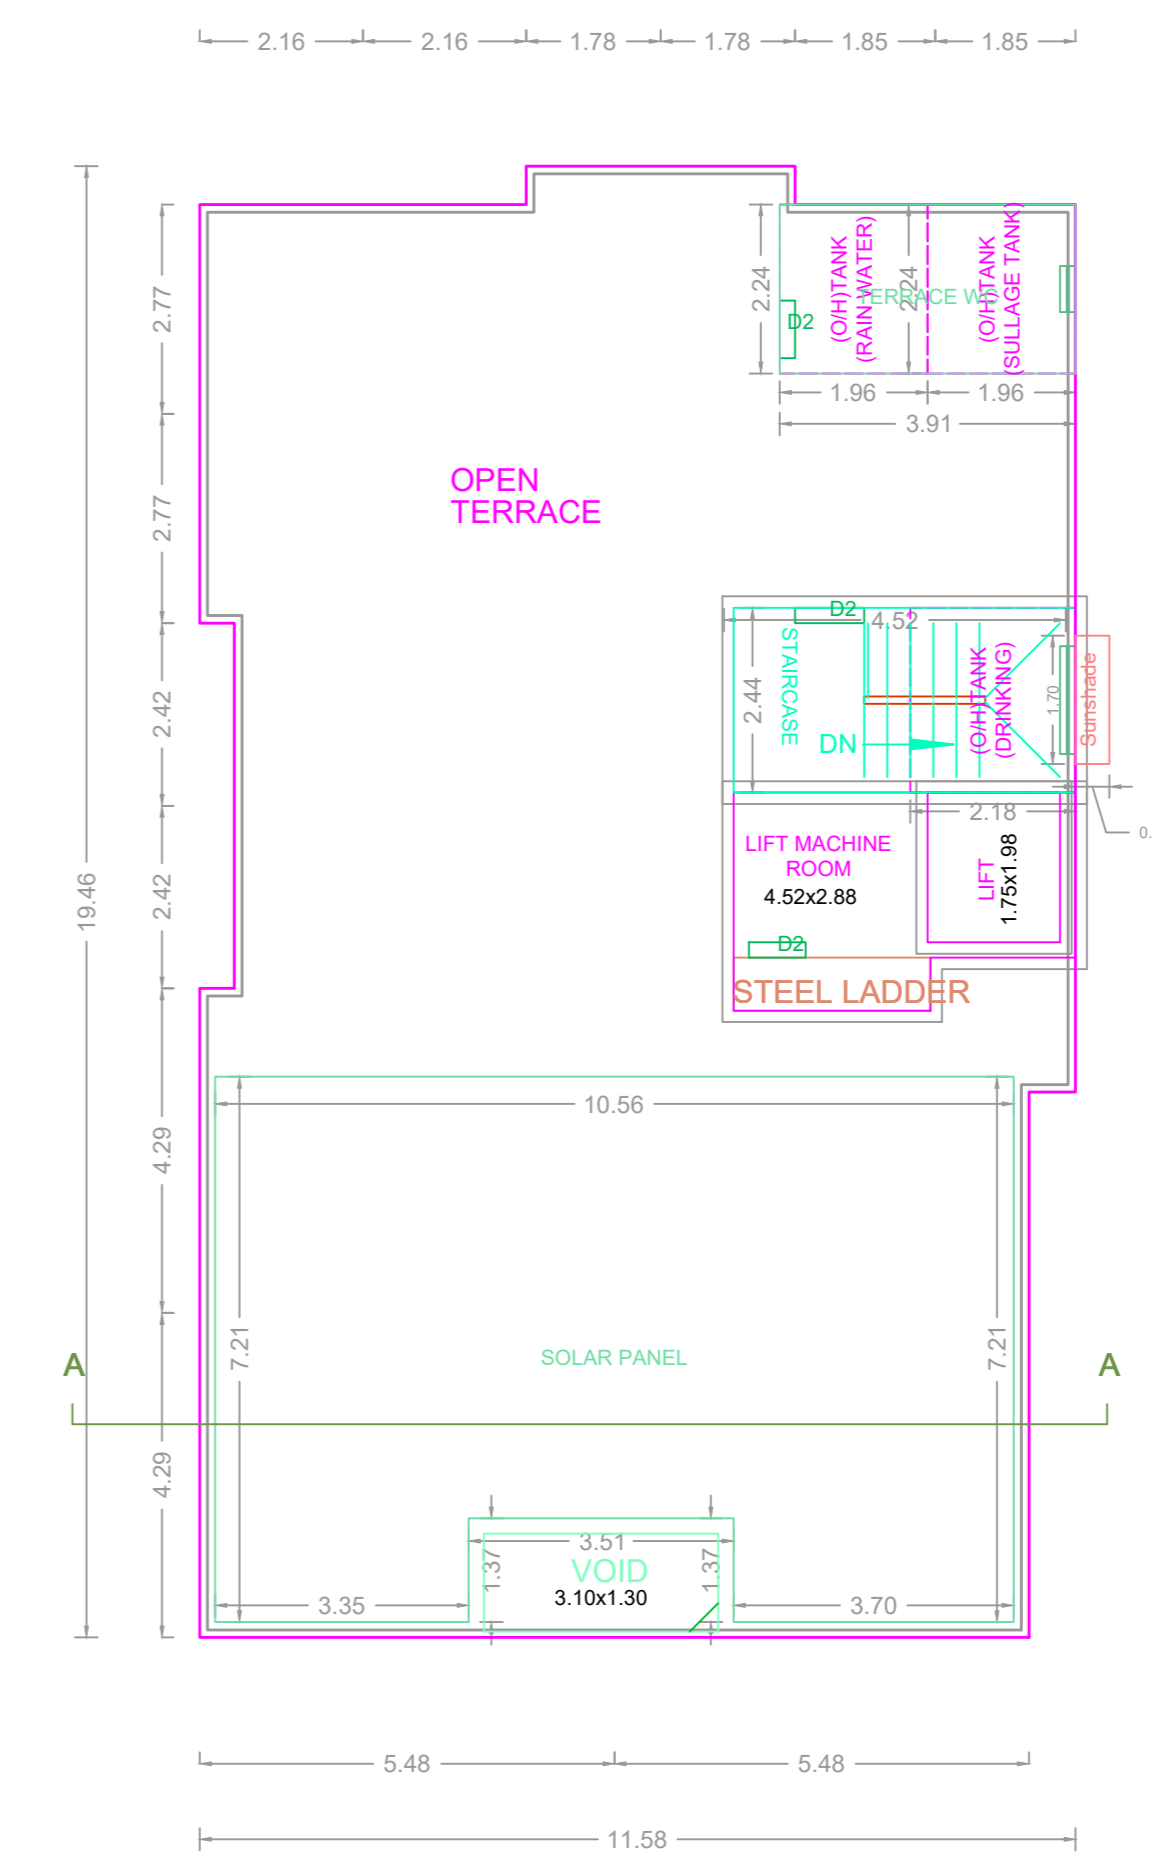 2.16
2.16
1.78
1.78
1.85
1.85
2.24
2.24
(O/H)TANK
(RAIN WATER)
(O/H)TANK
(SULLAGE TANK)
TERRACE WC
D2
2.77
1.96
1.96
3.91
OPEN
TERRACE
2.77
D2
4.52
STAIRCASE
2.44
(O/H)TANK
(DRINKING)
1.70
Sunshade
DN
2.42
2.18
0.
LIFT MACHINE
ROOM
4.52x2.88
LIFT
1.75x1.98
19.46
2.42
D2
STEEL LADDER
10.56
4.29
7.21
7.21
SOLAR PANEL
A
A
4.29
3.51
1.37
1.37
VOID
3.10x1.30
3.35
3.70
5.48
5.48
11.58